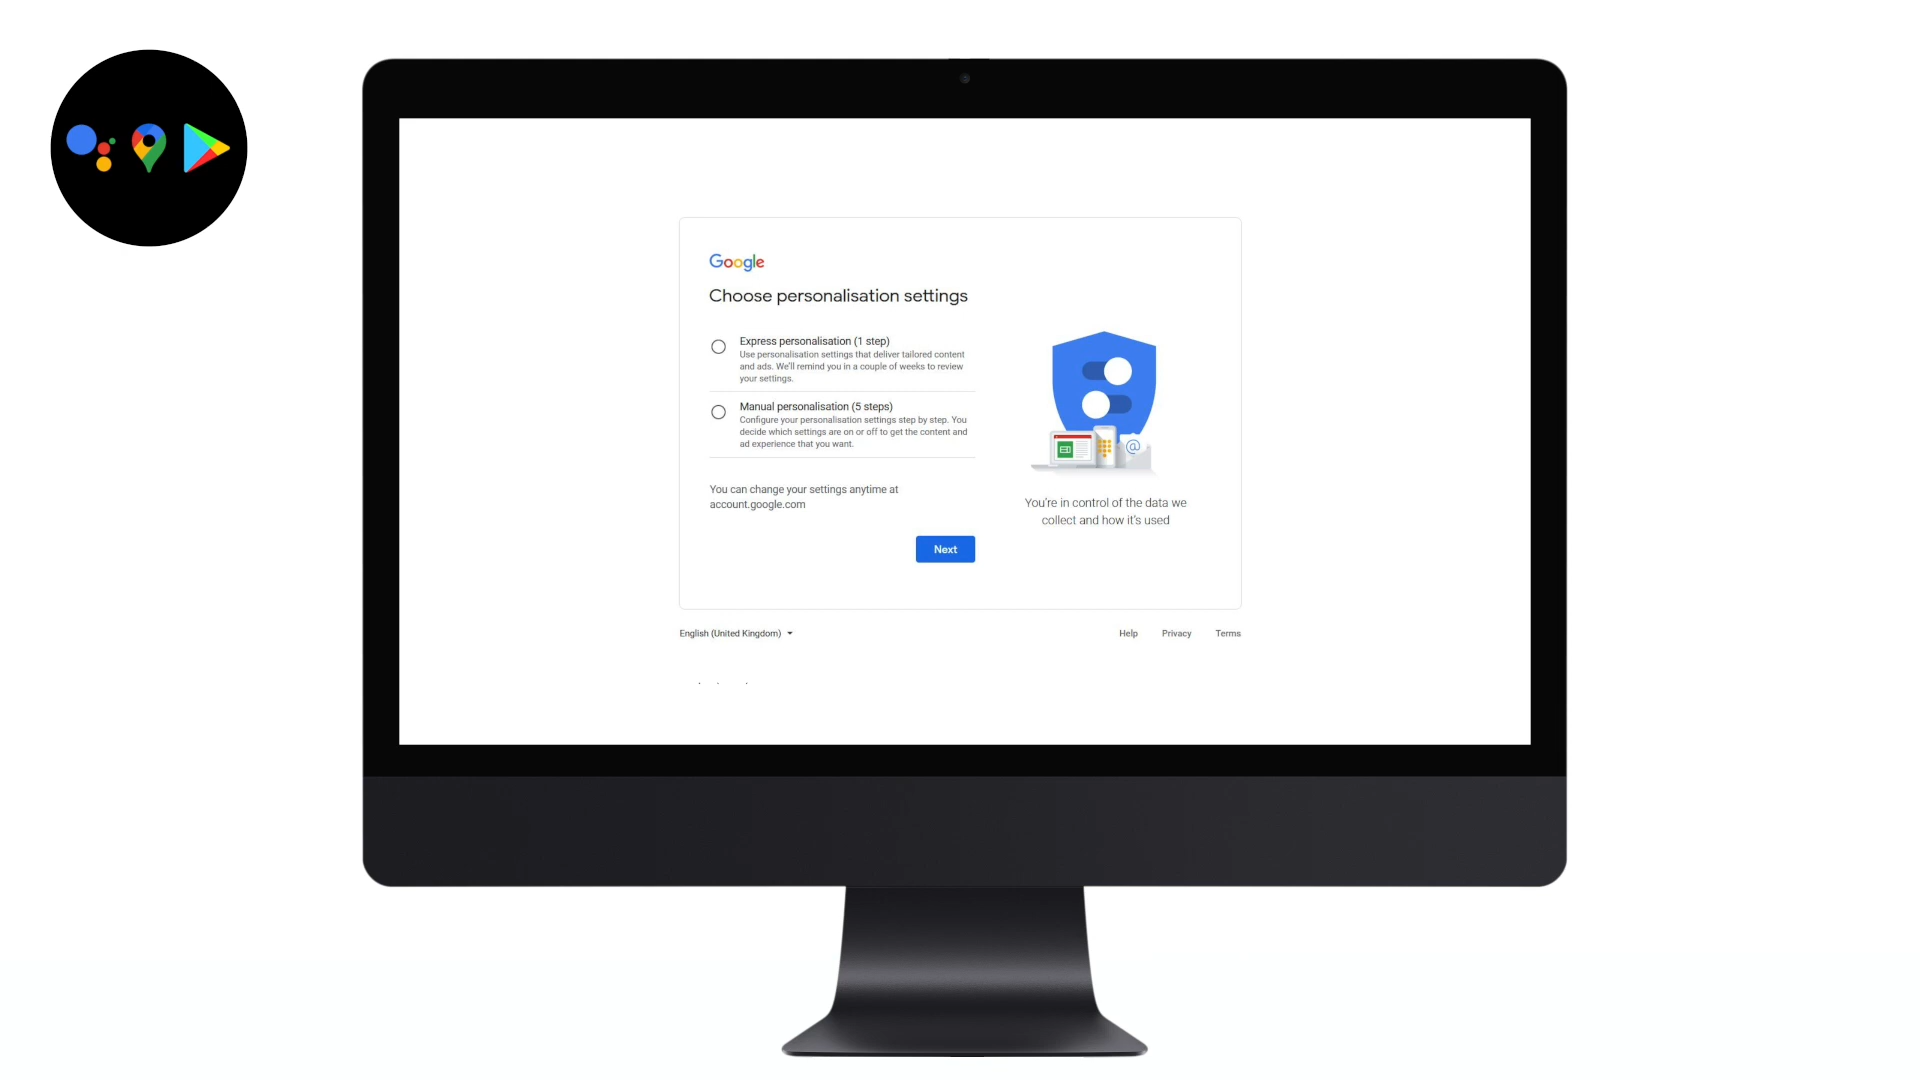 Google
Choose personalisation settings
Express personalisation (1 step)
Use personalisation settings that deliver tailored content
and ads. We'll remind you in a couple of weeks to review
your settings.
Manual personalisation (5 steps)
Configure your personalisation settings step by step. You
decide which settings are on or off to get the content and
ad experience that you want.
You can change your settings anytime at
account.google.com
Next
@
You're in control of the data we
collect and how it's used
English (United Kingdom)
Help Privacy Terms